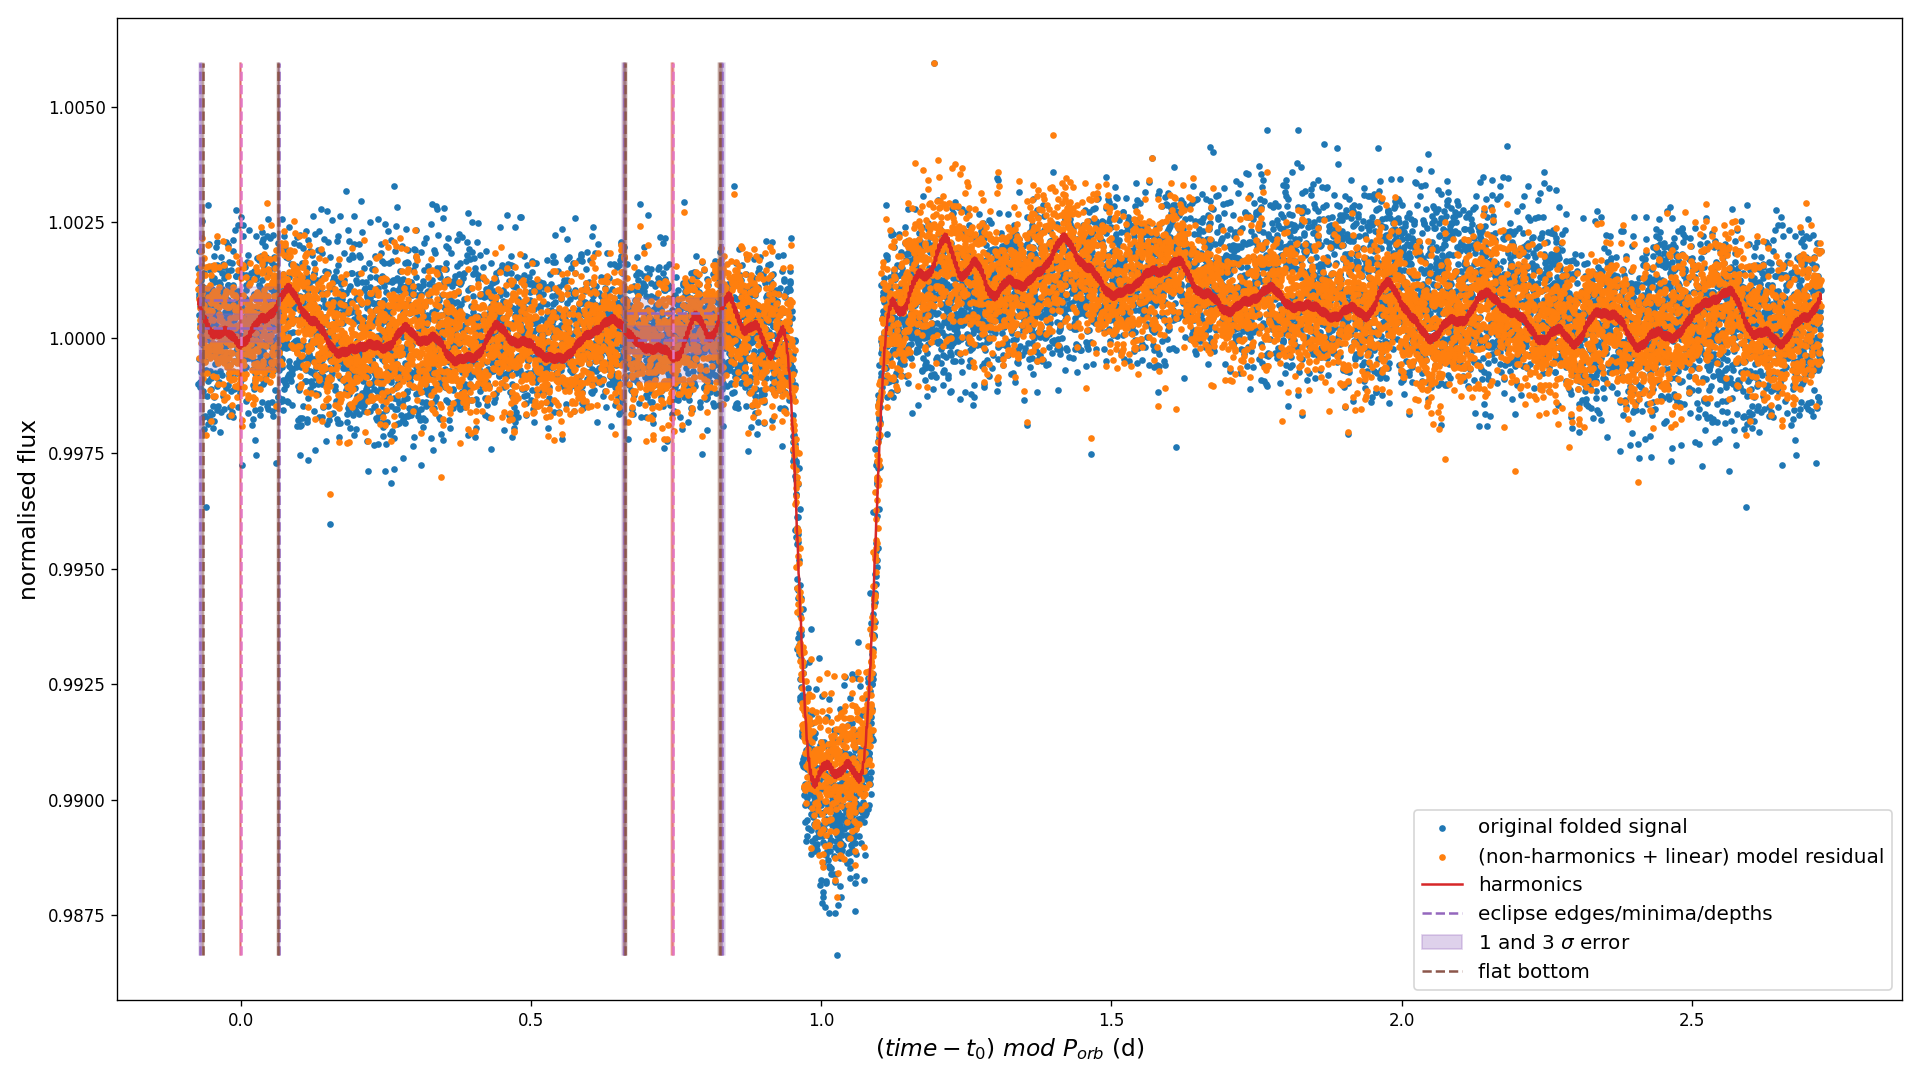 1.0050
1.0025
1.0000
0.9975
0.9950
0.9925
0.9900
0.9875
normalised flux
original folded signal
(non-harmonics + linear) model residual
harmonics
eclipse edges/minima/depths
1 and 3 σ error
flat bottom
0.0 0.5 1.0 1.5 2.0 2.5
(time − t₀) mod Pₒᵣb (d)